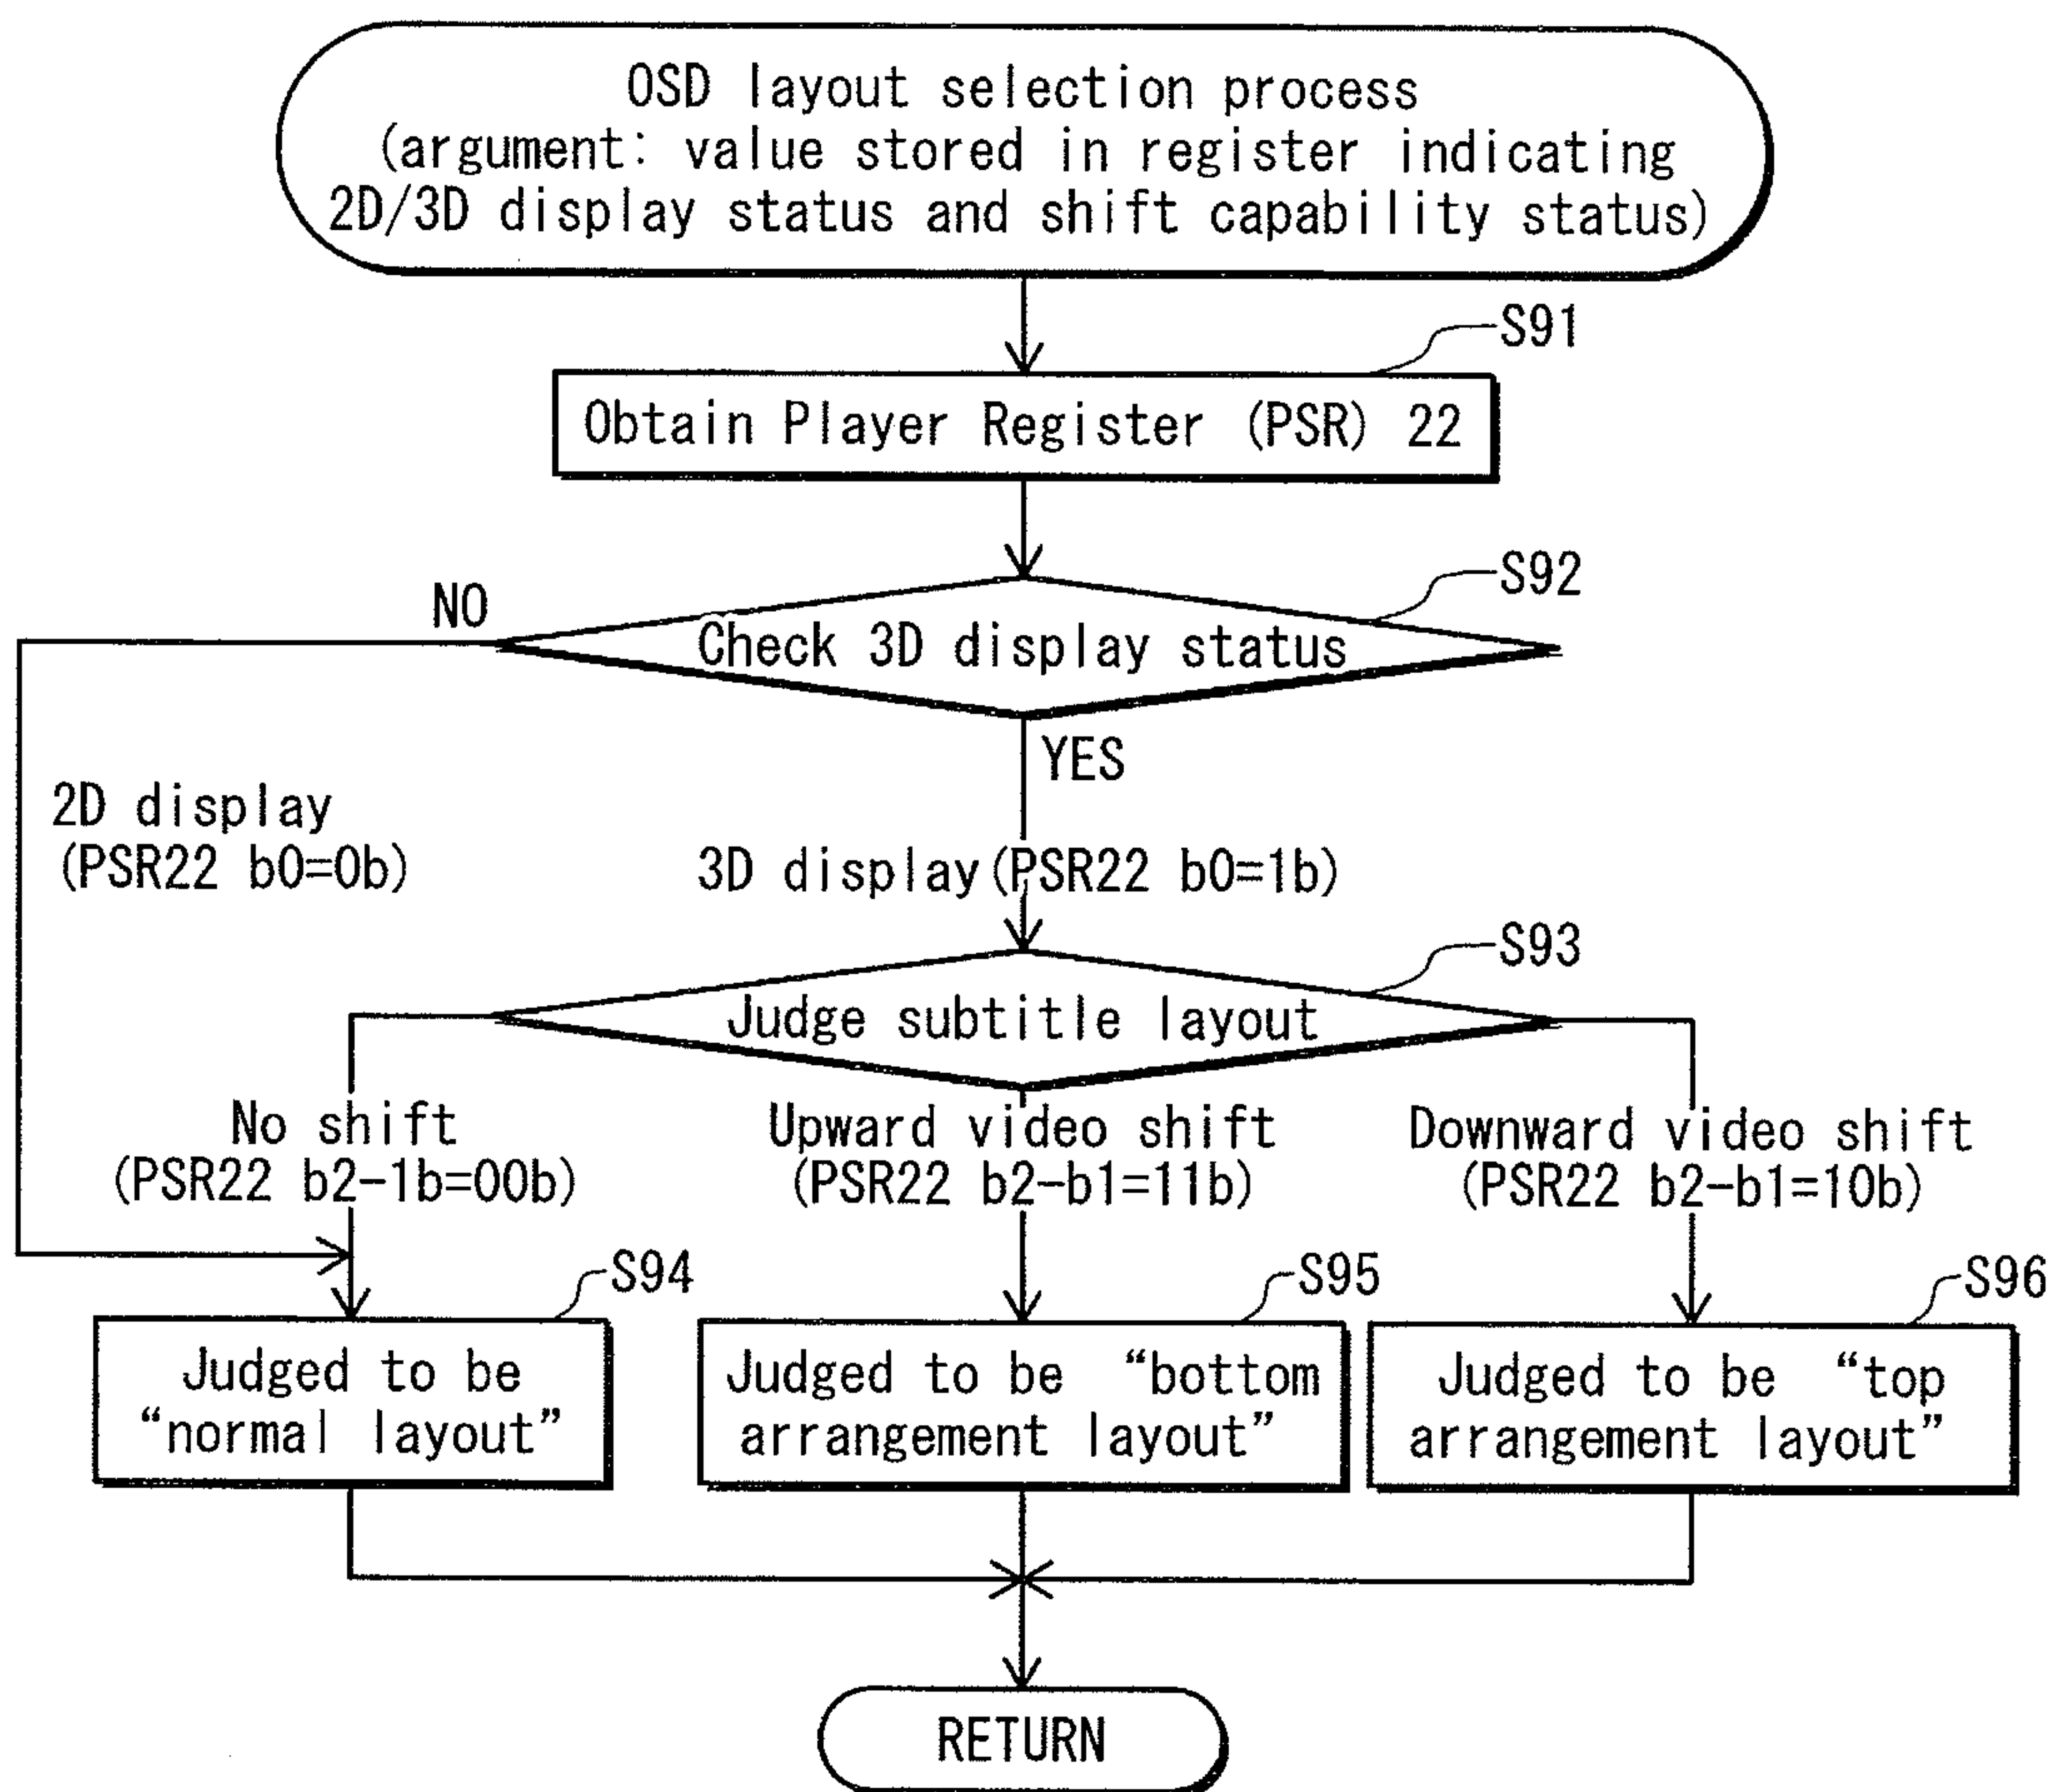 OSD layout selection process
(argument: value stored in register indicating
2D/3D display status and shift capability status)
S91
Obtain Player Register (PSR) 22
S92
NO
Check 3D display status
YES
2D display
(PSR22 b0=0b)
3D display(PSR22 b0=1b)
S93
Judge subtitle layout
No shift
(PSR22 b2-1b=00b)
Upward video shift
(PSR22 b2-b1=11b)
Downward video shift
(PSR22 b2-b1=10b)
S94
Judged to be
“normal layout”
S95
Judged to be “bottom
arrangement layout”
S96
Judged to be “top
arrangement layout”
RETURN